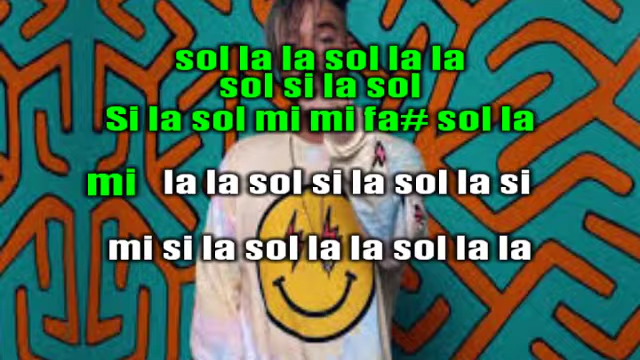 sol la la sol la la
sol si la sol
Si la sol mi mi fa# sol la
mi la la sol si la sol la si
mi si la sol la la sol la la